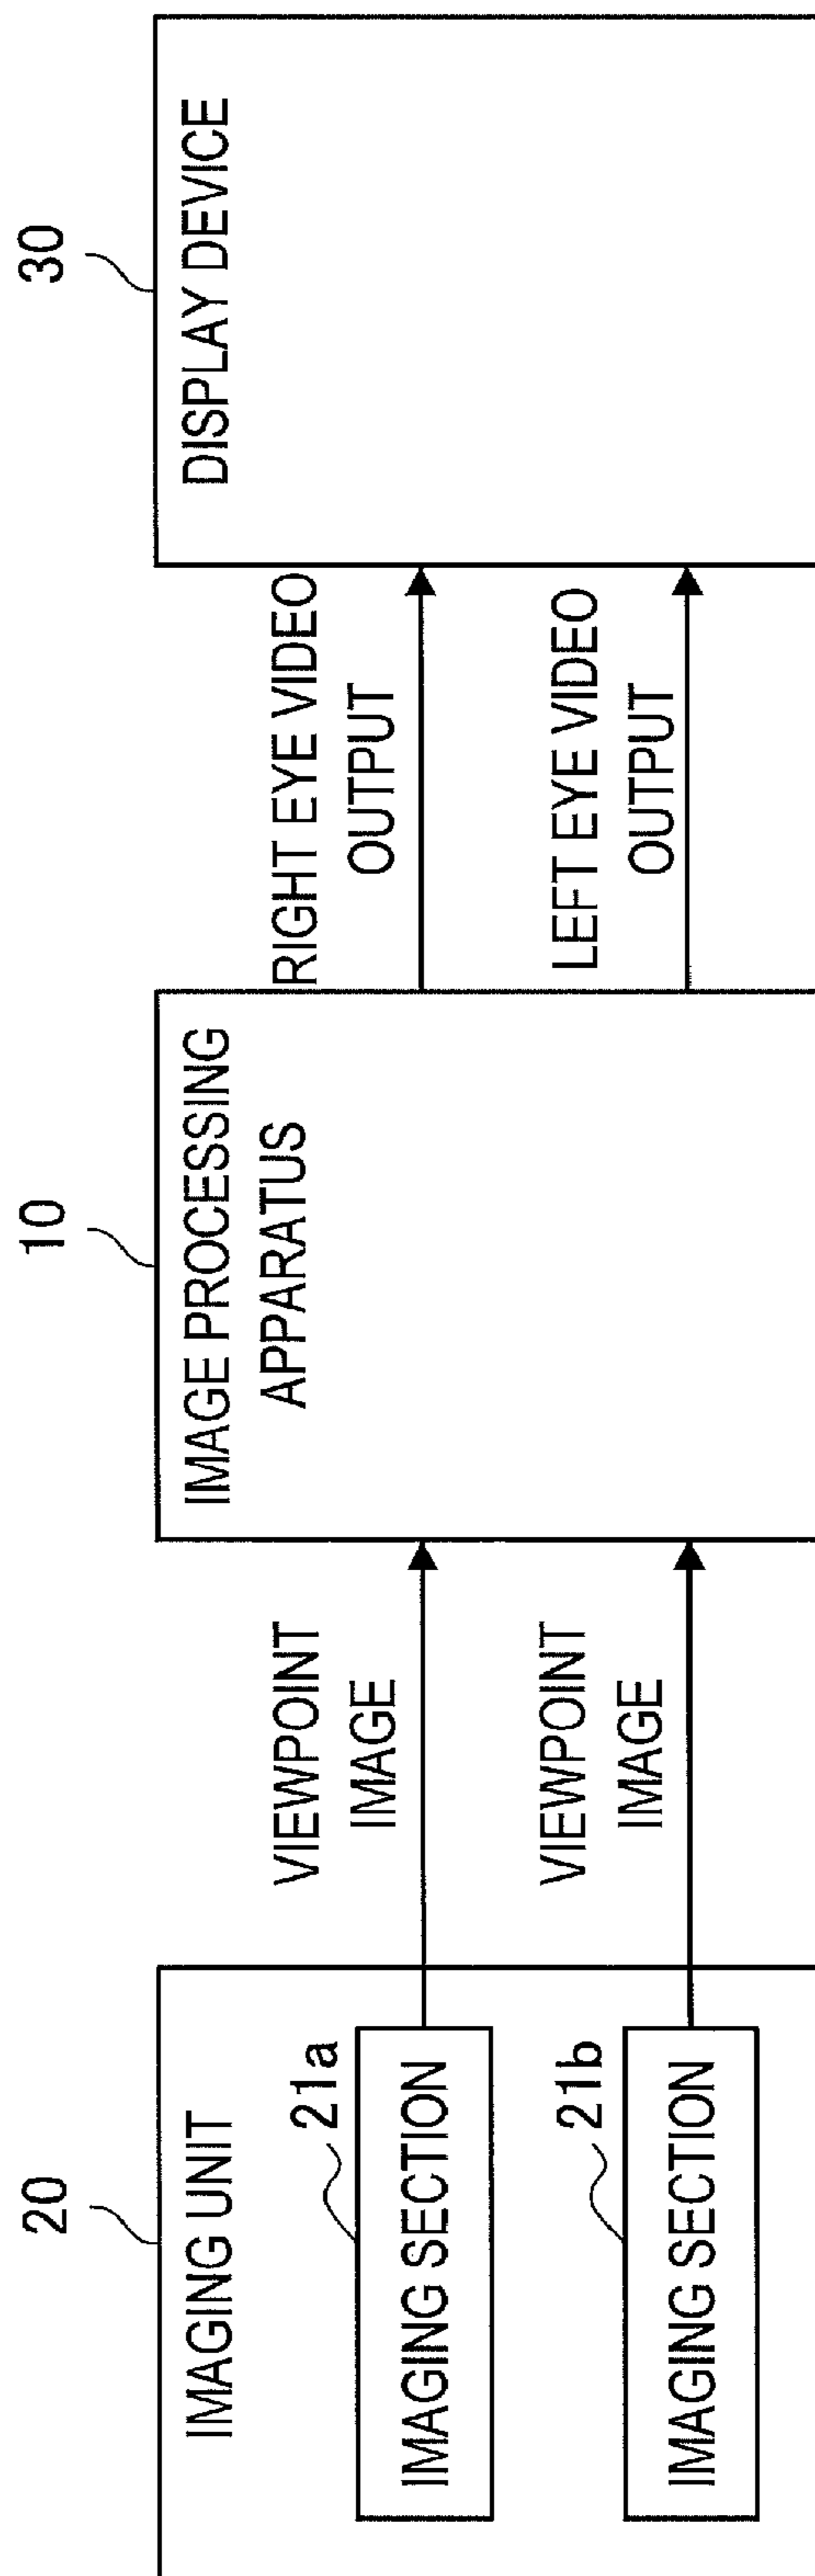 20
IMAGING UNIT
21a
IMAGING SECTION
21b
IMAGING SECTION
VIEWPOINT
IMAGE
VIEWPOINT
IMAGE
10
IMAGE PROCESSING
APPARATUS
RIGHT EYE VIDEO
OUTPUT
LEFT EYE VIDEO
OUTPUT
30
DISPLAY DEVICE